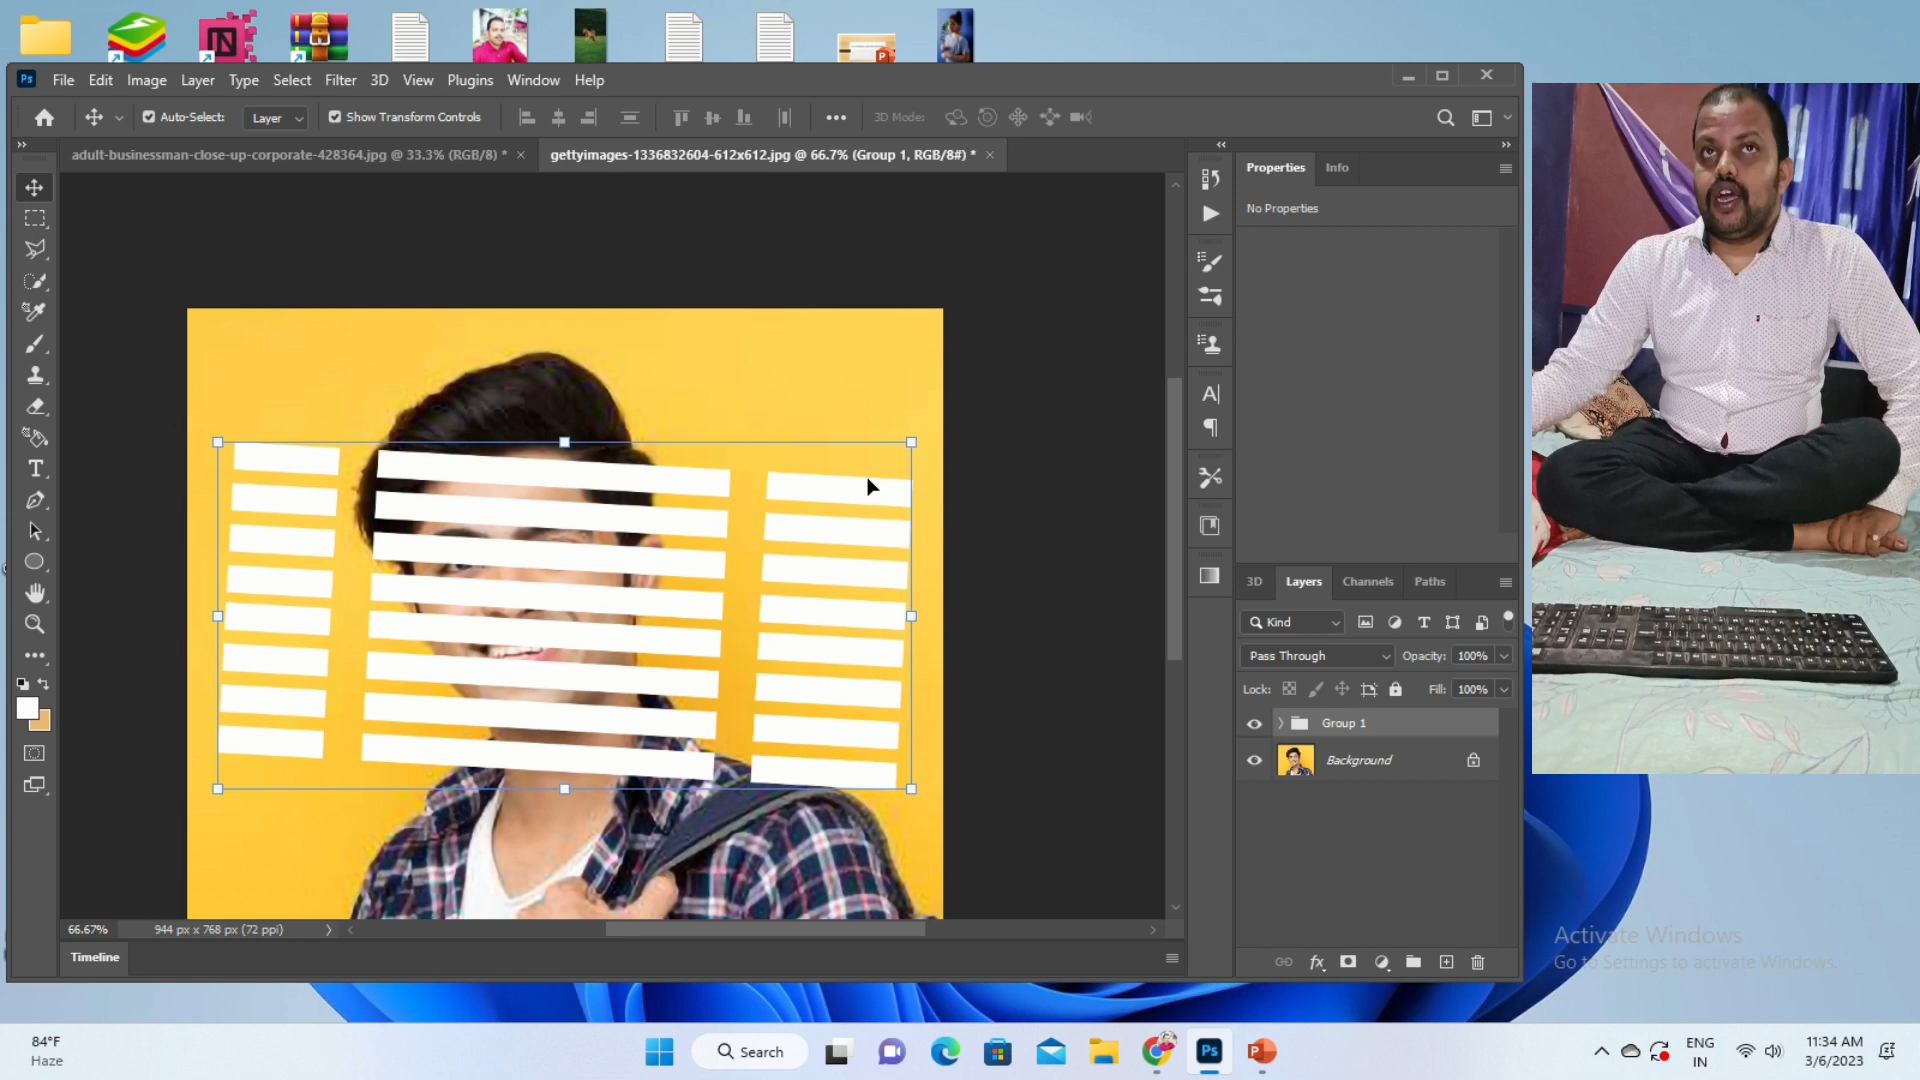 Ps File Edit Image Layer Type Select Filter 3D View Plugins Window Help
Auto-Select: Layer Show Transform Controls 3D Mode:
adult-businessman-close-up-corporate-428364.jpg @ 33.3% (RGB/8) * gettyimages-1336832604-612x612.jpg @ 66.7% (Group 1, RGB/8#) *
Properties Info
No Properties
3D Layers Channels Paths
Kind
Pass Through Opacity: 100%
Lock: Fill: 100%
Group 1
Background
66.67% 944 px x 768 px (72 ppi)
Timeline
Activate Windows
Go to Settings to activate Windows.
84°F
Haze
Search
Ps
ENG
IN
11:34 AM
3/6/2023